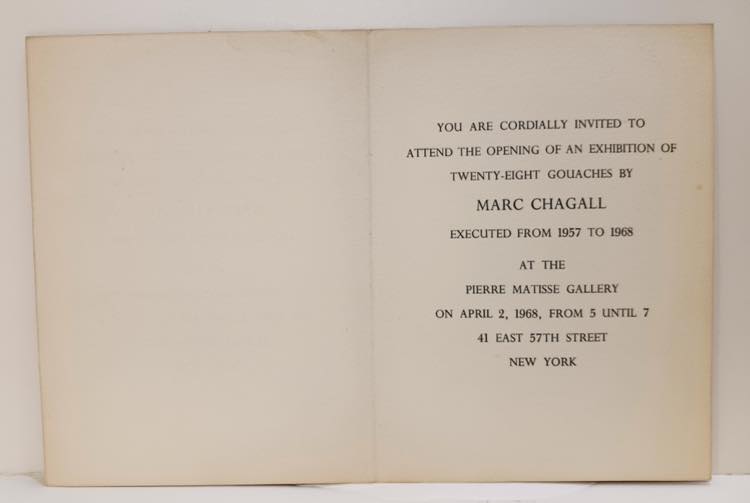 YOU ARE CORDIALLY INVITED TO
ATTEND THE OPENING OF AN EXHIBITION OF
TWENTY-EIGHT GOUACHES BY
MARC CHAGALL
EXECUTED FROM 1957 TO 1968
AT THE
PIERRE MATISSE GALLERY
ON APRIL 2, 1968, FROM 5 UNTIL 7
41 EAST 57TH STREET
NEW YORK